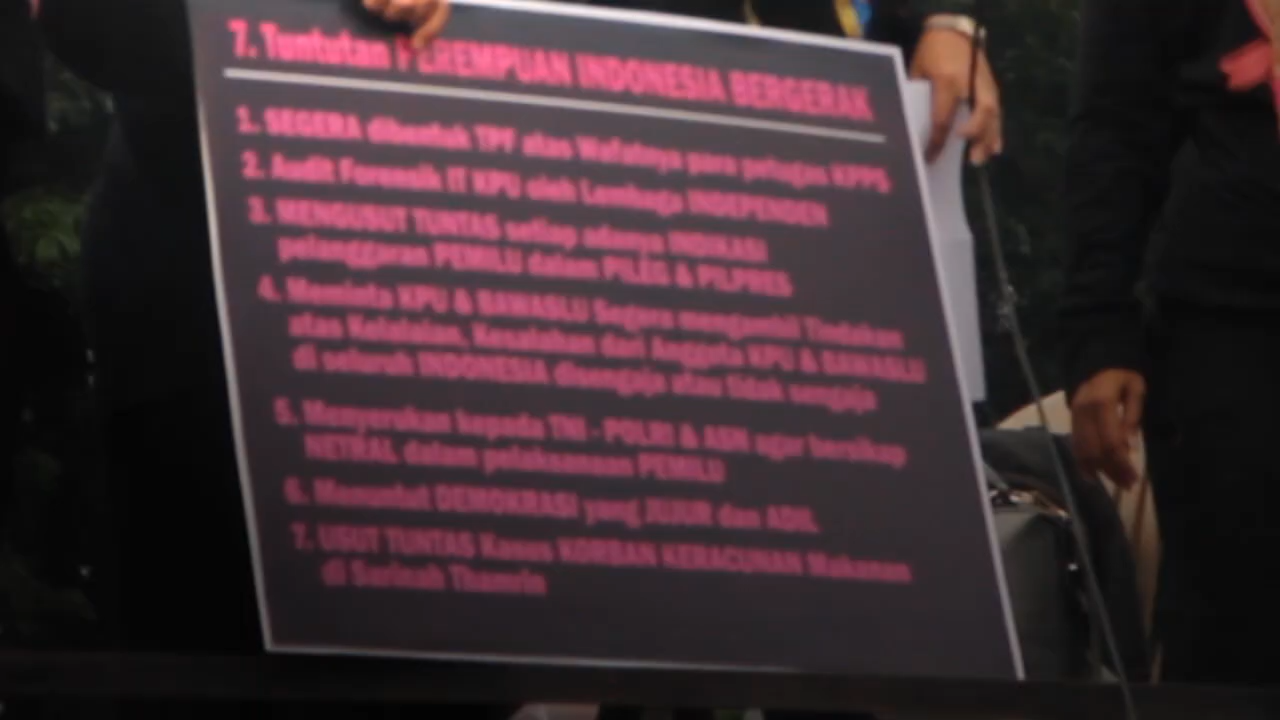 7. Tuntutan PEREMPUAN INDONESIA BERGERAK
1. SEGERA dibentuk TPF atas Wafatnya para petugas KPPS
2. Audit Forensik IT KPU oleh Lembaga INDEPENDEN
3. MENGUSUT TUNTAS setiap adanya INDIKASI
pelanggaran PEMILU dalam PILEG & PILPRES
4. Meminta KPU & BAWASLU Segera mengambil Tindakan
atas Kelalaian, Kesalahan dari Anggota KPU & BAWASLU
di seluruh INDONESIA disengaja atau tidak sengaja
5. Menyerukan kepada TNI - POLRI & ASN agar bersikap
NETRAL dalam pelaksanaan PEMILU
6. Menuntut DEMOKRASI yang JUJUR dan ADIL
7. USUT TUNTAS Kasus KORBAN KERACUNAN Makanan
di Sarinah Thamrin